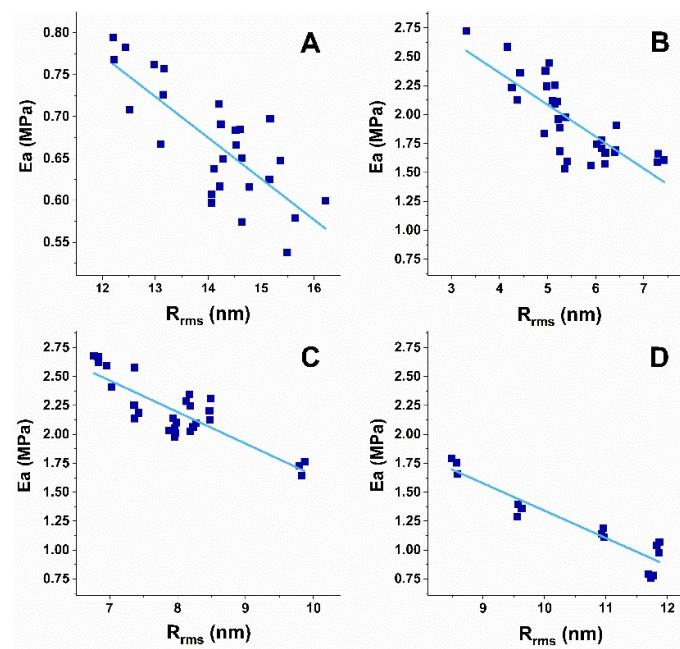 A
Ea (MPa)
0.80
0.75
0.70
0.65
0.60
0.55
12 13 14 15 16
Rrms (nm)
B
Ea (MPa)
2.75
2.50
2.25
2.00
1.75
1.50
1.25
1.00
0.75
3 4 5 6 7
Rrms (nm)
C
Ea (MPa)
2.75
2.50
2.25
2.00
1.75
1.50
1.25
1.00
0.75
7 8 9 10
Rrms (nm)
D
Ea (MPa)
2.75
2.50
2.25
2.00
1.75
1.50
1.25
1.00
0.75
9 10 11 12
Rrms (nm)